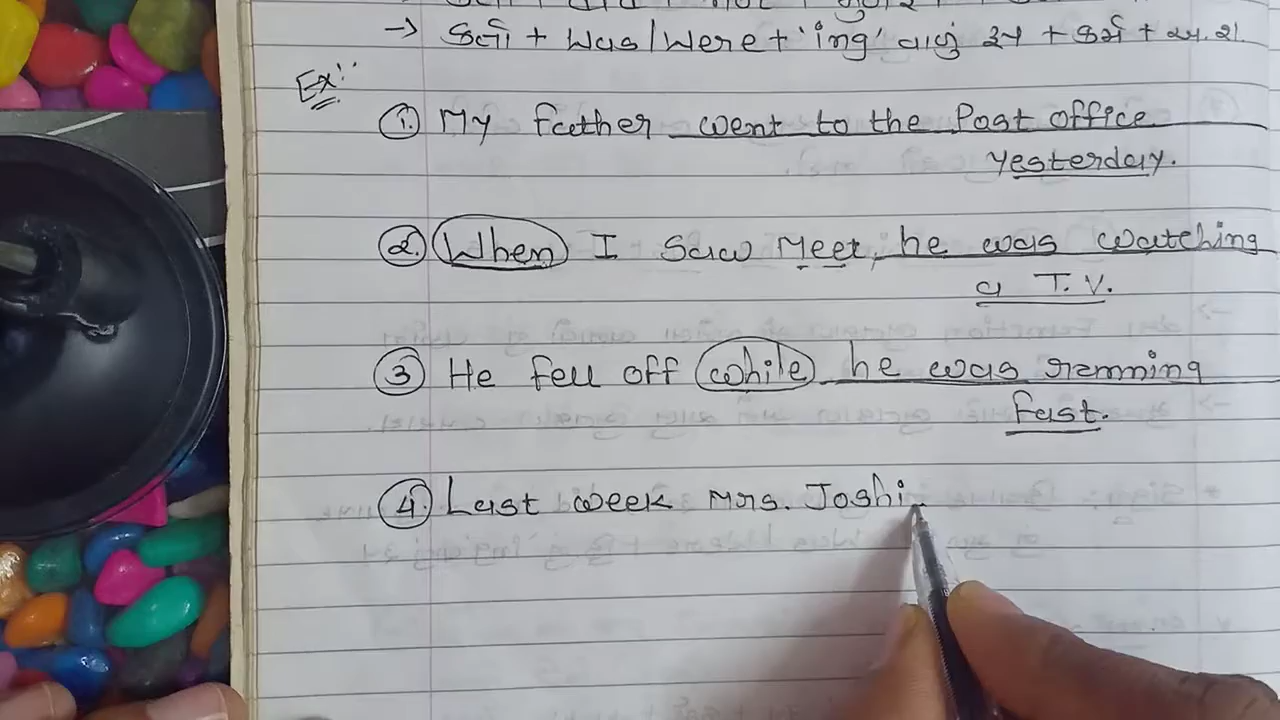 → કર્તા + was/were + 'ing' વાળું રૂપ + કર્મ + અ.શ.
Ex:-
①. My father went to the Post office
yesterday.
②. When I saw Meet, he was watching
a T.V.
③ He fell off while he was running
fast.
④. Last week Mrs. Joshi